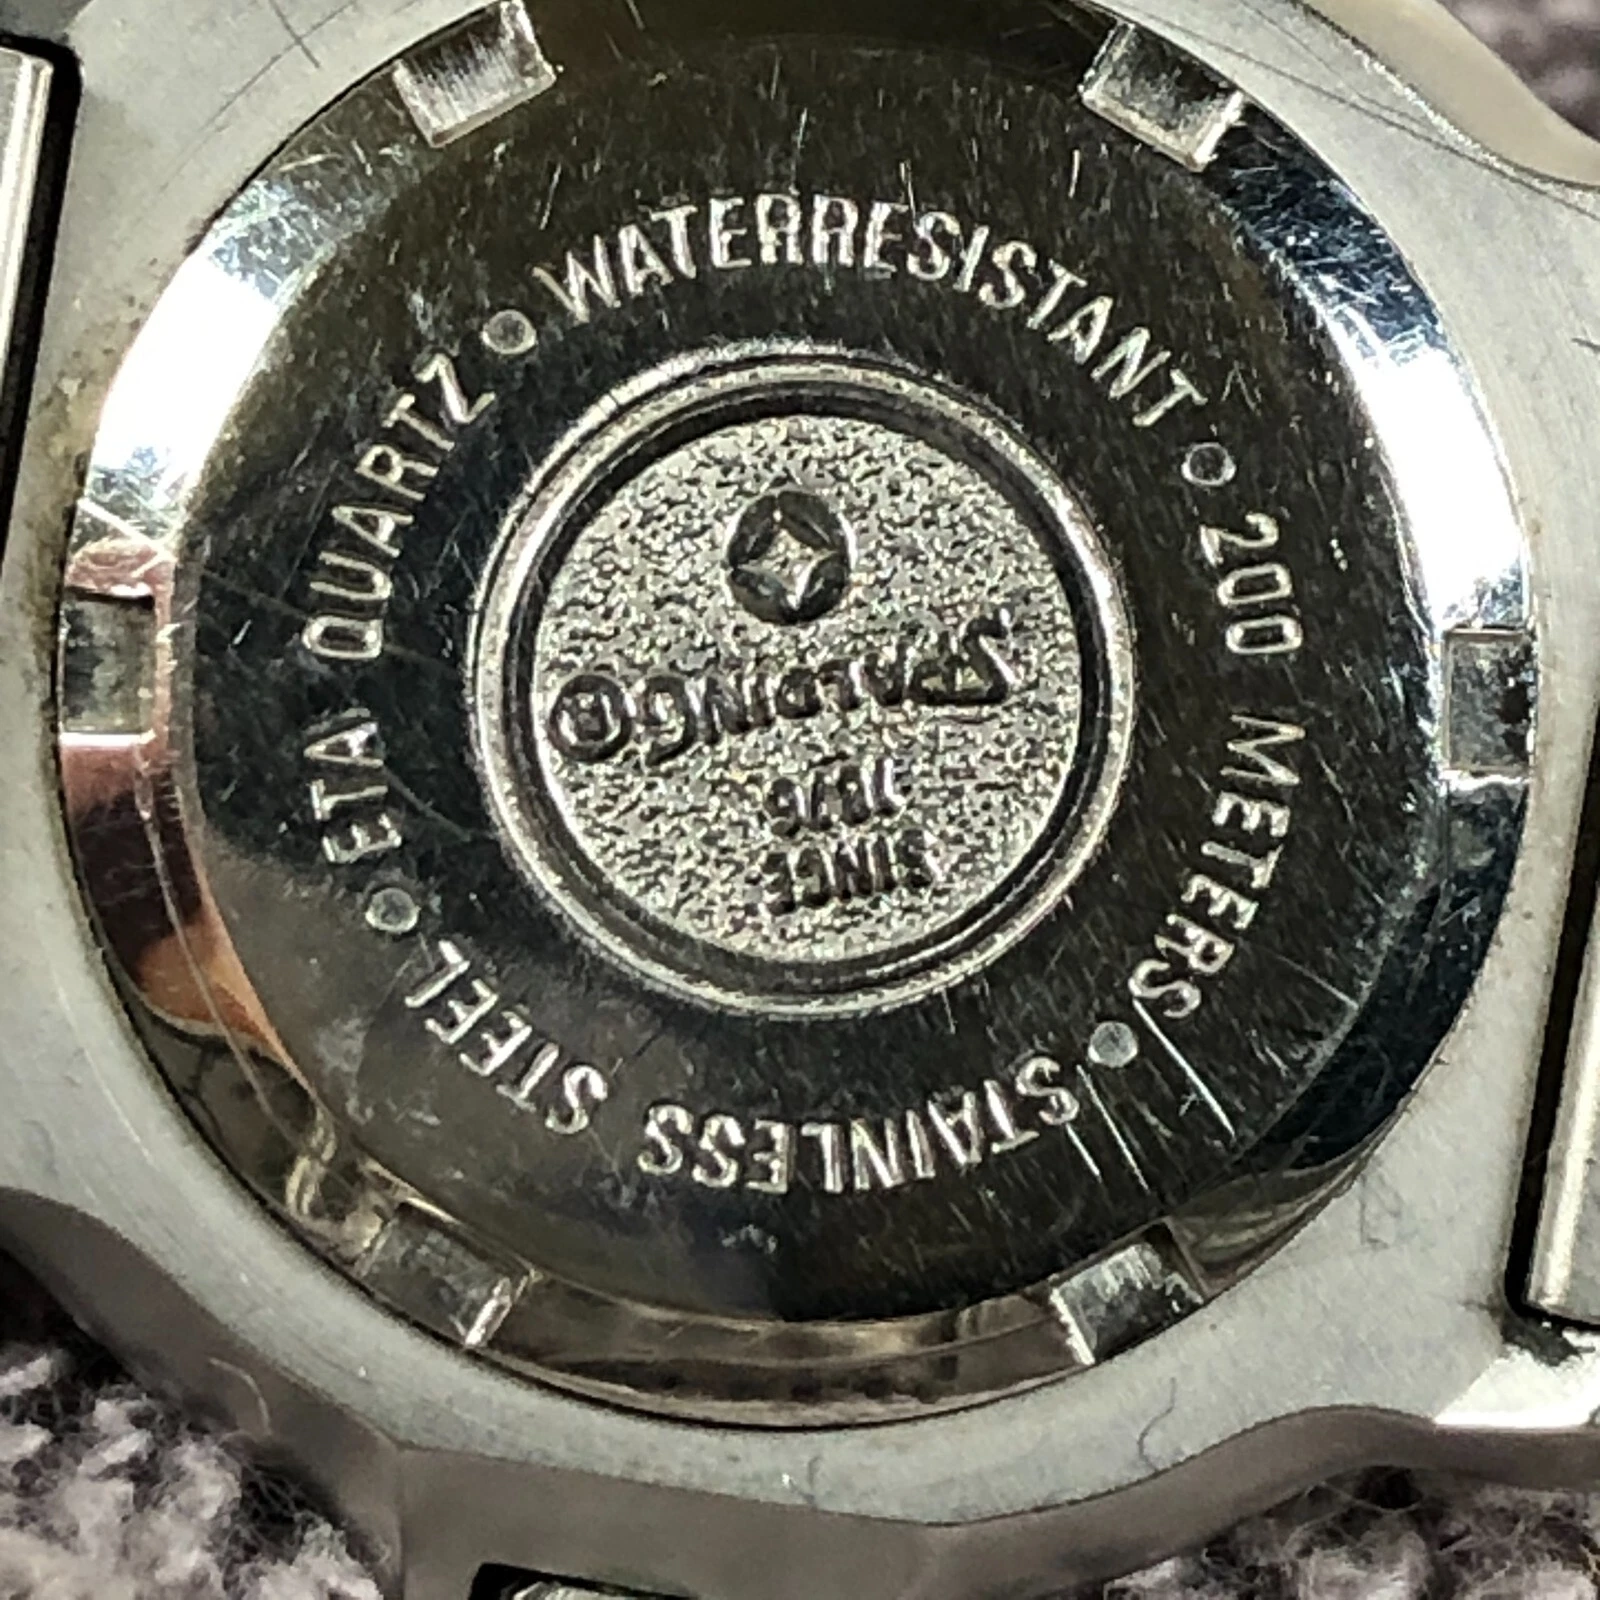 WATERRESISTANT • 200 METERS • STAINLESS STEEL • ETA QUARTZ •
SINCE
1876
SPALDING®